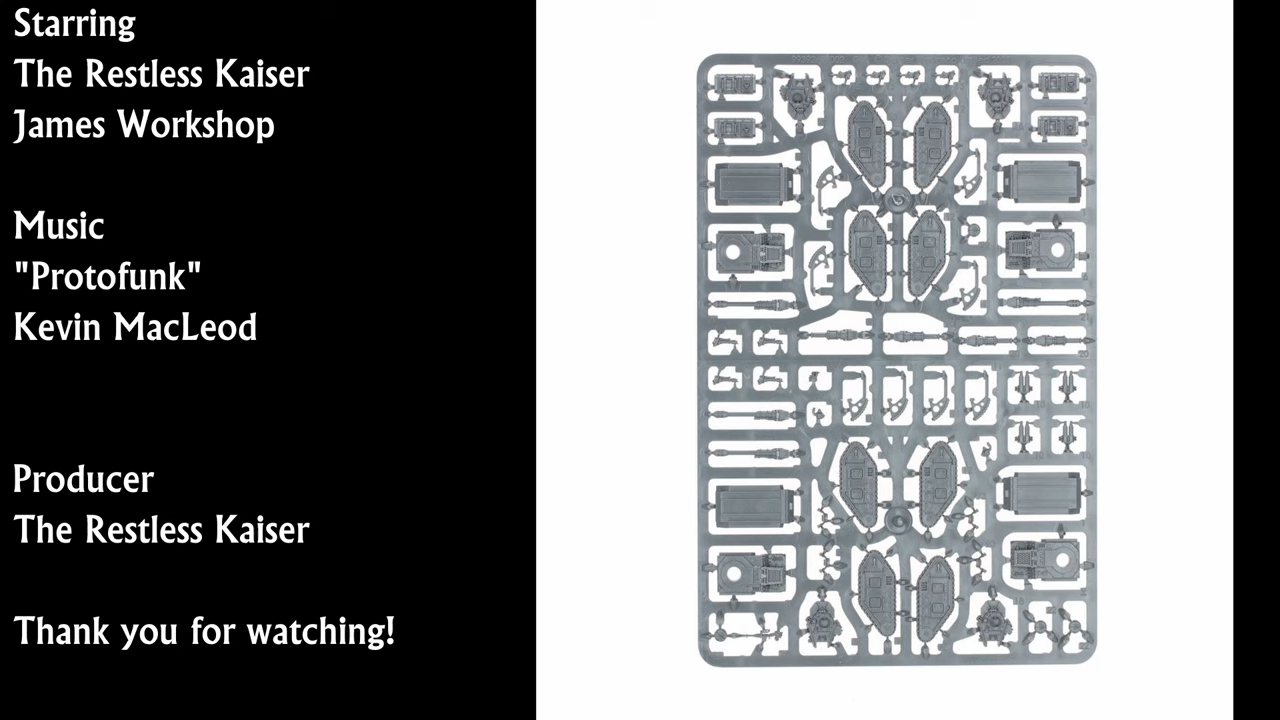 Starring
The Restless Kaiser
James Workshop
Music
"Protofunk"
Kevin MacLeod
Producer
The Restless Kaiser
Thank you for watching!